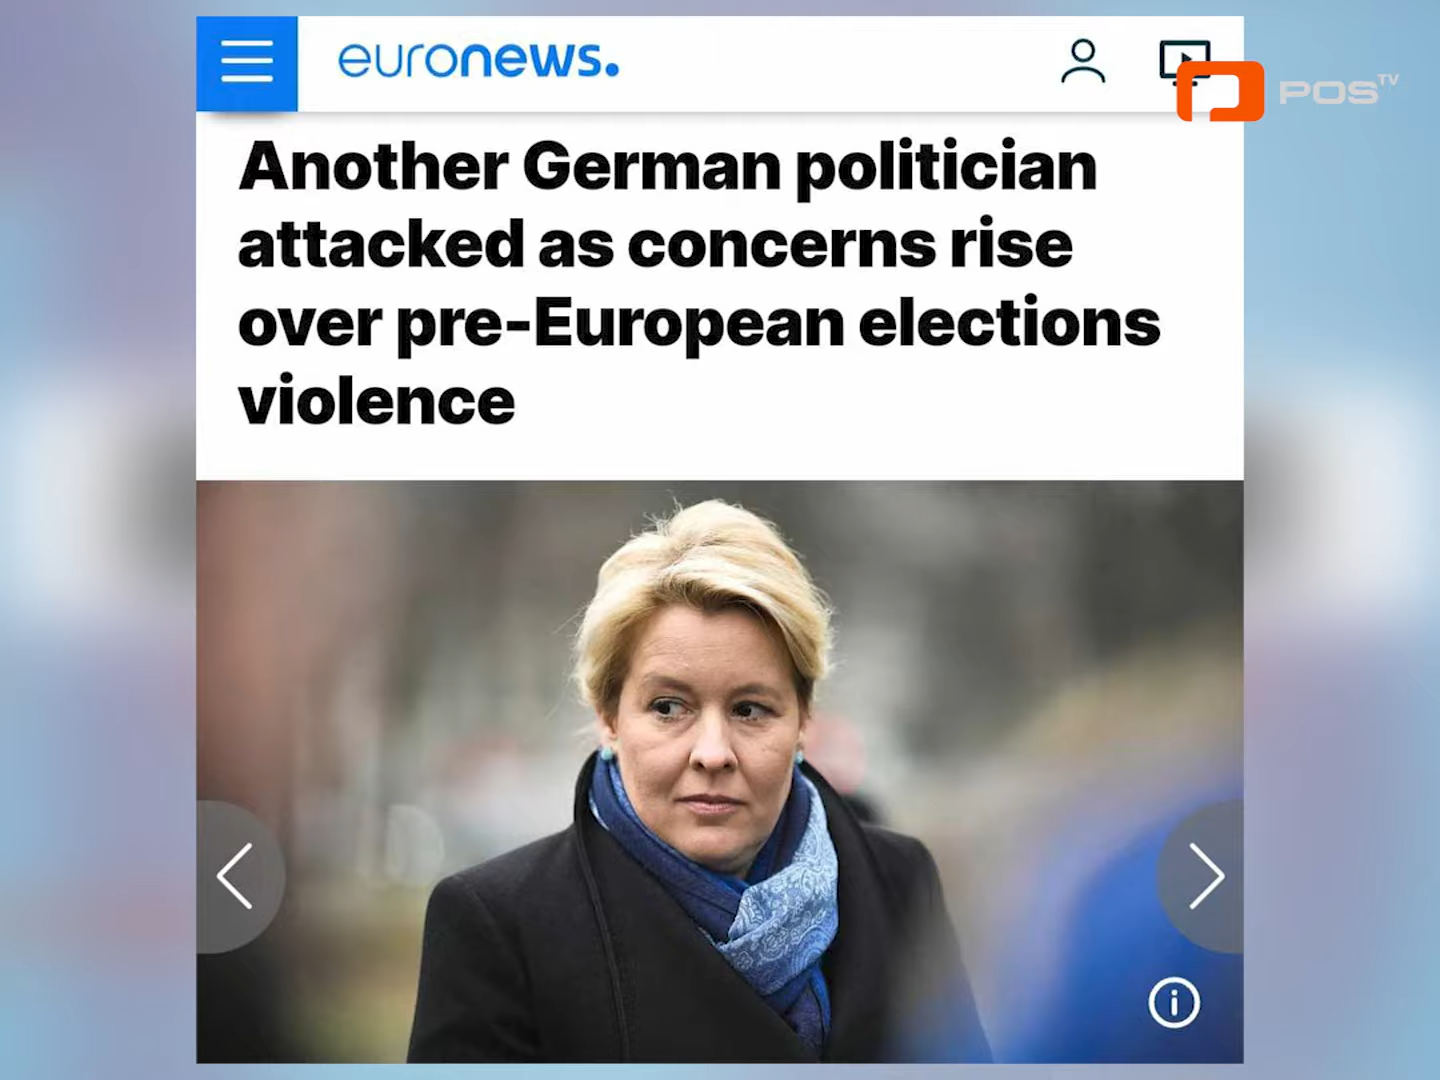 euronews.
POS TV
Another German politician
attacked as concerns rise
over pre-European elections
violence